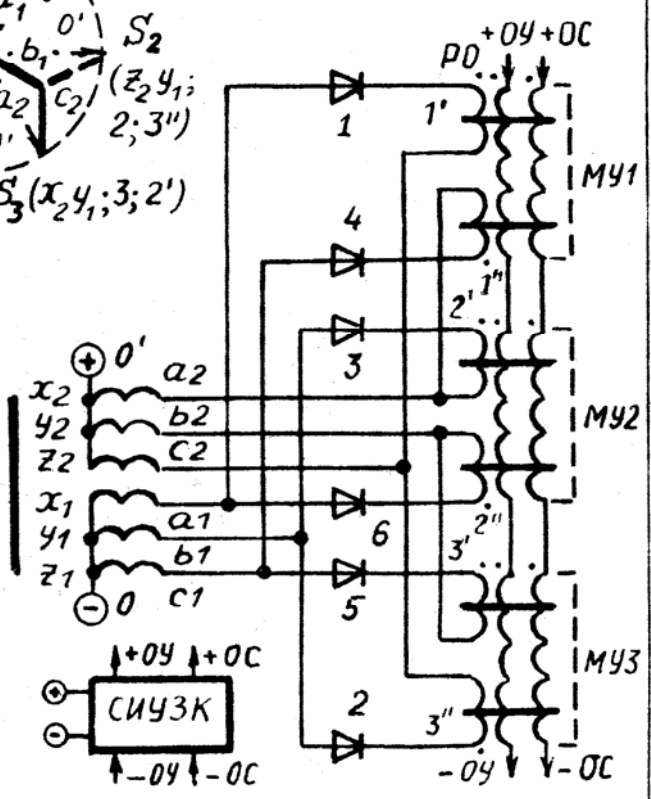 0'
b₁
S₂
c₂
(z₂y₁;
2;3")
S₃(x₂y₁;3;2')
+ОУ +ОС
РО
1'
1
МУ1
4
1"
2'
3
+ 0'
x2
a2
y2
b2
МУ2
z2
c2
x₁
a1
6
2"
y₁
b1
3'
z₁
c1
5
− 0
МУ3
+ОУ +ОС
+
СИУЗК
2
3"
−
−ОУ −ОС
−ОУ
−ОС